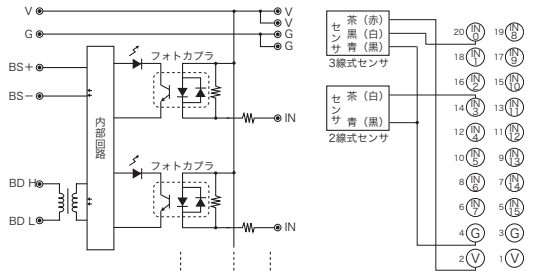 V
G
BS+
BS−
BD H
BD L
内部回路
フォトカプラ
フォトカプラ
V
V
G
G
IN
IN
センサ
茶（赤）
黒（白）
青（黒）
3線式センサ
センサ
茶（白）
青（黒）
2線式センサ
20 IN 0 19 IN 8
18 IN 1 17 IN 9
16 IN 2 15 IN 10
14 IN 3 13 IN 11
12 IN 4 11 IN 12
10 IN 5 9 IN 13
8 IN 6 7 IN 14
6 IN 7 5 IN 15
4 G 3 G
2 V 1 V